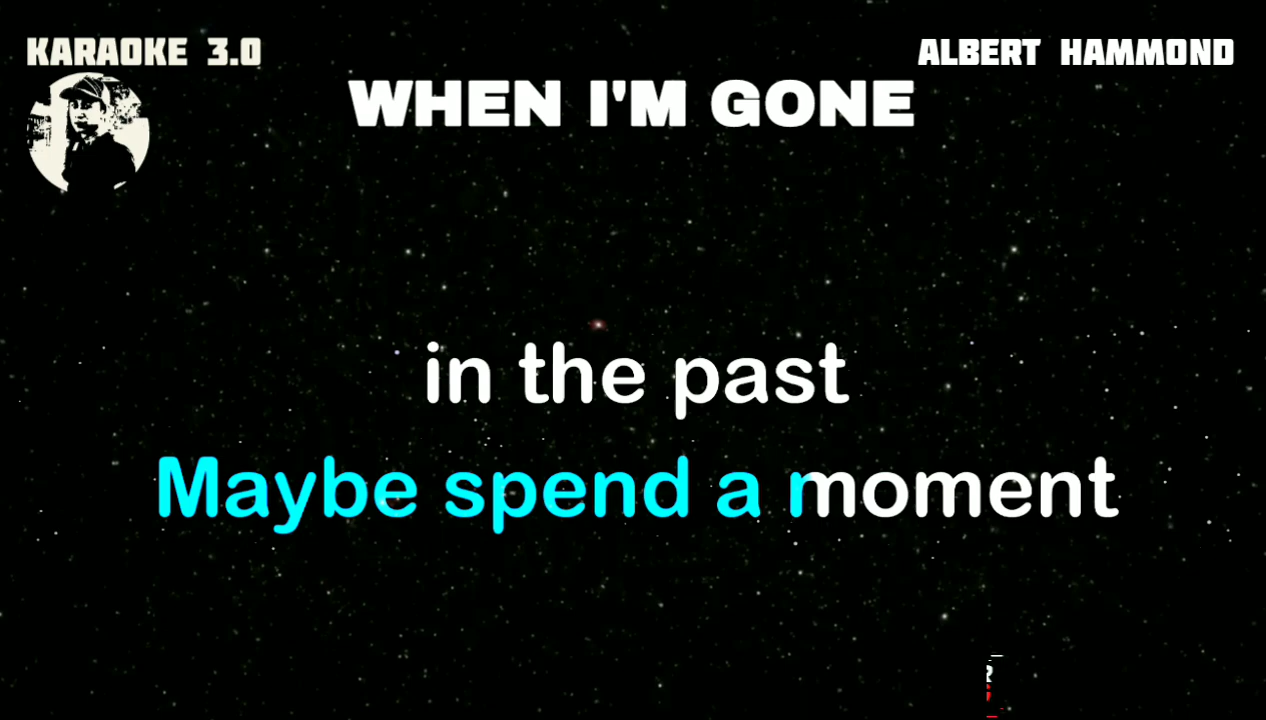 KARAOKE 3.0
ALBERT HAMMOND
WHEN I'M GONE
in the past
Maybe spend a moment